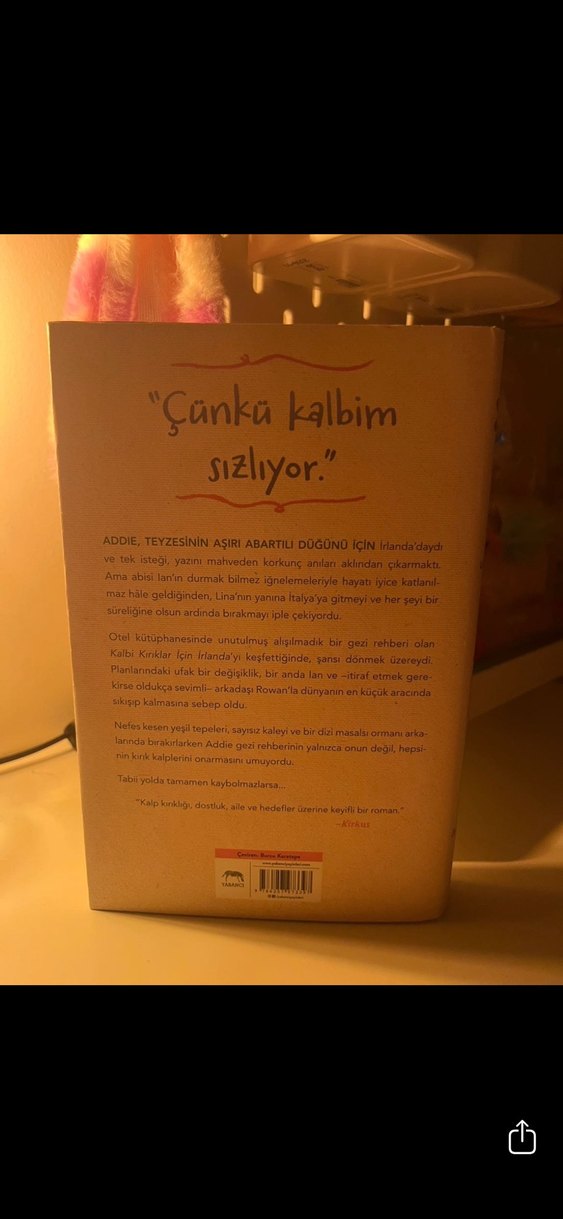 "Çünkü kalbim
sızlıyor."
ADDIE, TEYZESİNİN AŞIRI ABARTILI DÜĞÜNÜ İÇİN İrlanda'daydı
ve tek isteği, yazını mahveden korkunç anıları aklından çıkarmaktı.
Ama abisi Ian'ın durmak bilmez iğnelemeleriyle hayatı iyice katlanıl-
maz hâle geldiğinden, Lina'nın yanına İtalya'ya gitmeyi ve her şeyi bir
süreliğine olsun ardında bırakmayı iple çekiyordu.
Otel kütüphanesinde unutulmuş alışılmadık bir gezi rehberi olan
Kalbi Kırıklar İçin İrlanda'yı keşfettiğinde, şansı dönmek üzereydi.
Planlarındaki ufak bir değişiklik, bir anda Ian ve –itiraf etmek gere-
kirse oldukça sevimli– arkadaşı Rowan'la dünyanın en küçük aracında
sıkışıp kalmasına sebep oldu.
Nefes kesen yeşil tepeleri, sayısız kaleyi ve bir dizi masalsı ormanı arka-
larında bırakırlarken Addie gezi rehberinin yalnızca onun değil, hepsi-
nin kırık kalplerini onarmasını umuyordu.
Tabii yolda tamamen kaybolmazlarsa...
"Kalp kırıklığı, dostluk, aile ve hedefler üzerine keyifli bir roman."
–Kirkus
Çeviren: Burcu Karatepe
www.yabanciyayinlari.com
YABANCI